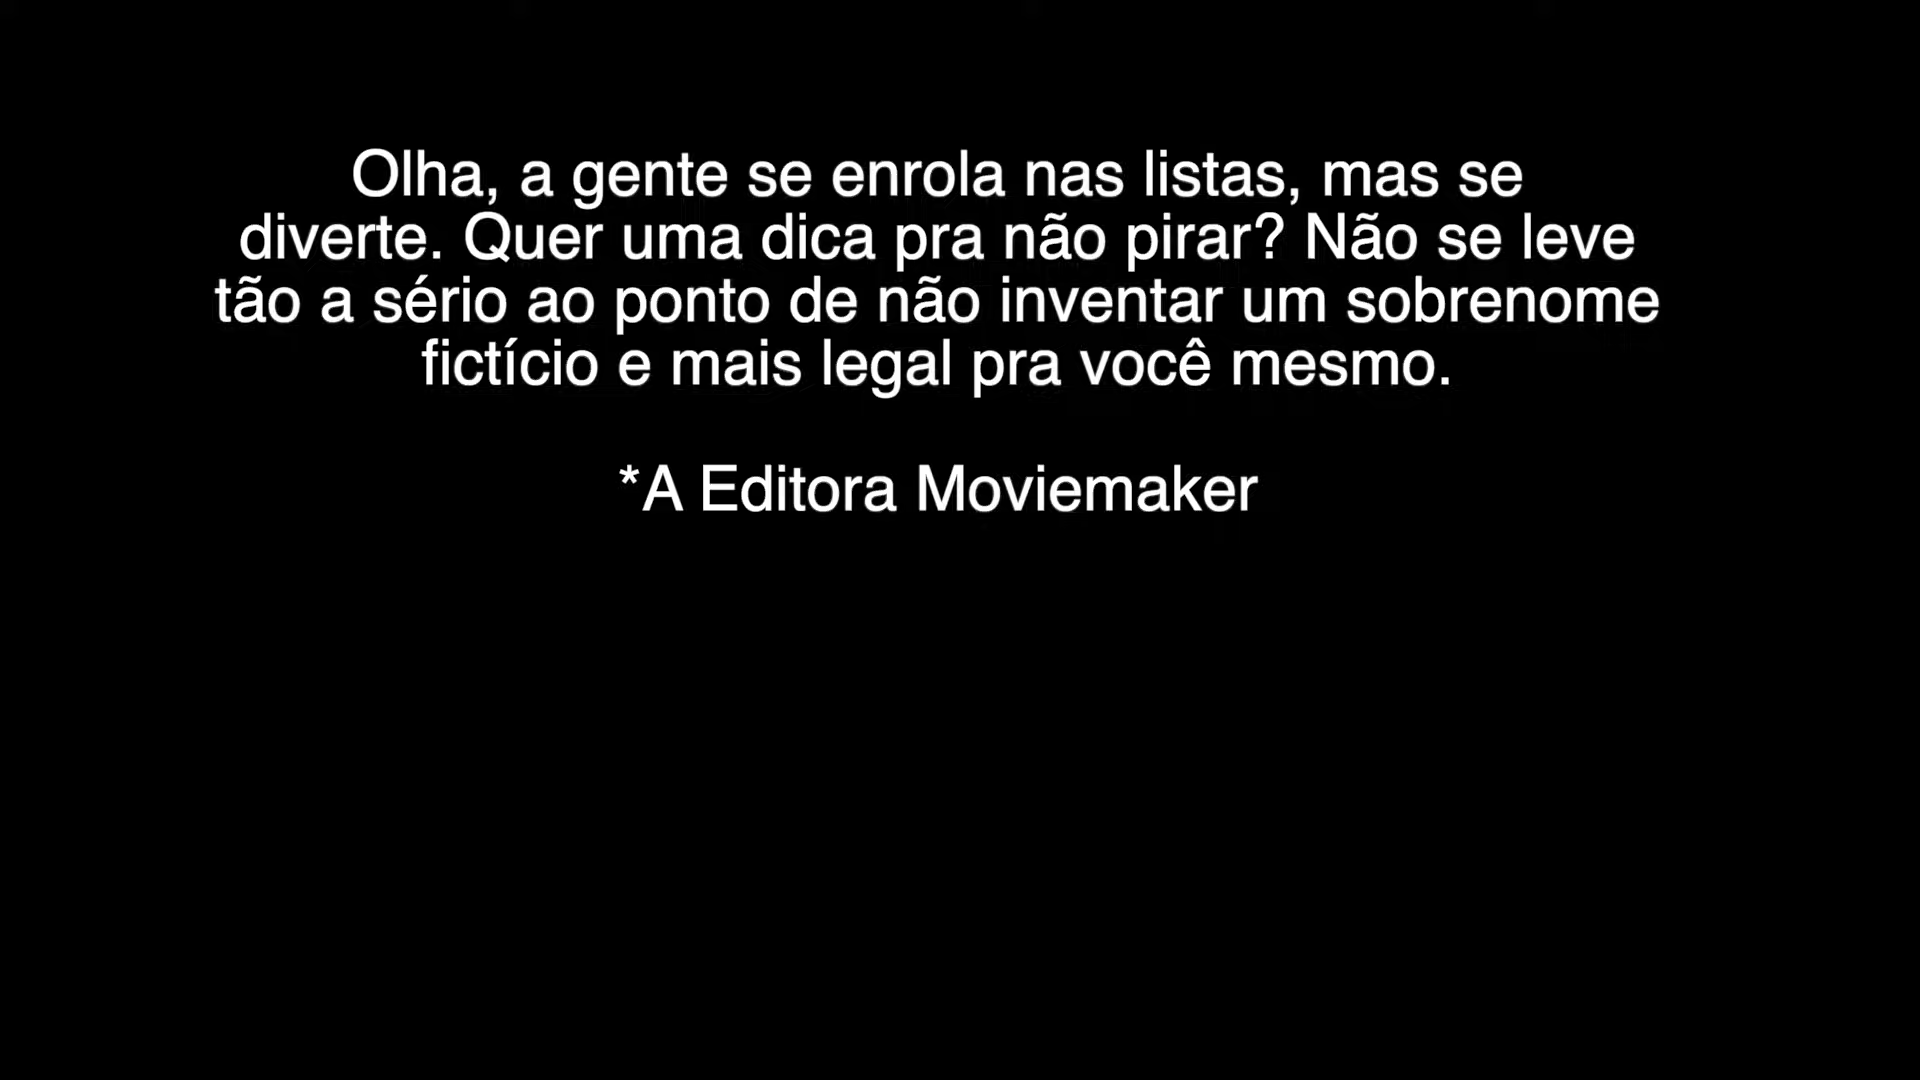 Olha, a gente se enrola nas listas, mas se
diverte. Quer uma dica pra não pirar? Não se leve
tão a sério ao ponto de não inventar um sobrenome
fictício e mais legal pra você mesmo.
*A Editora Moviemaker